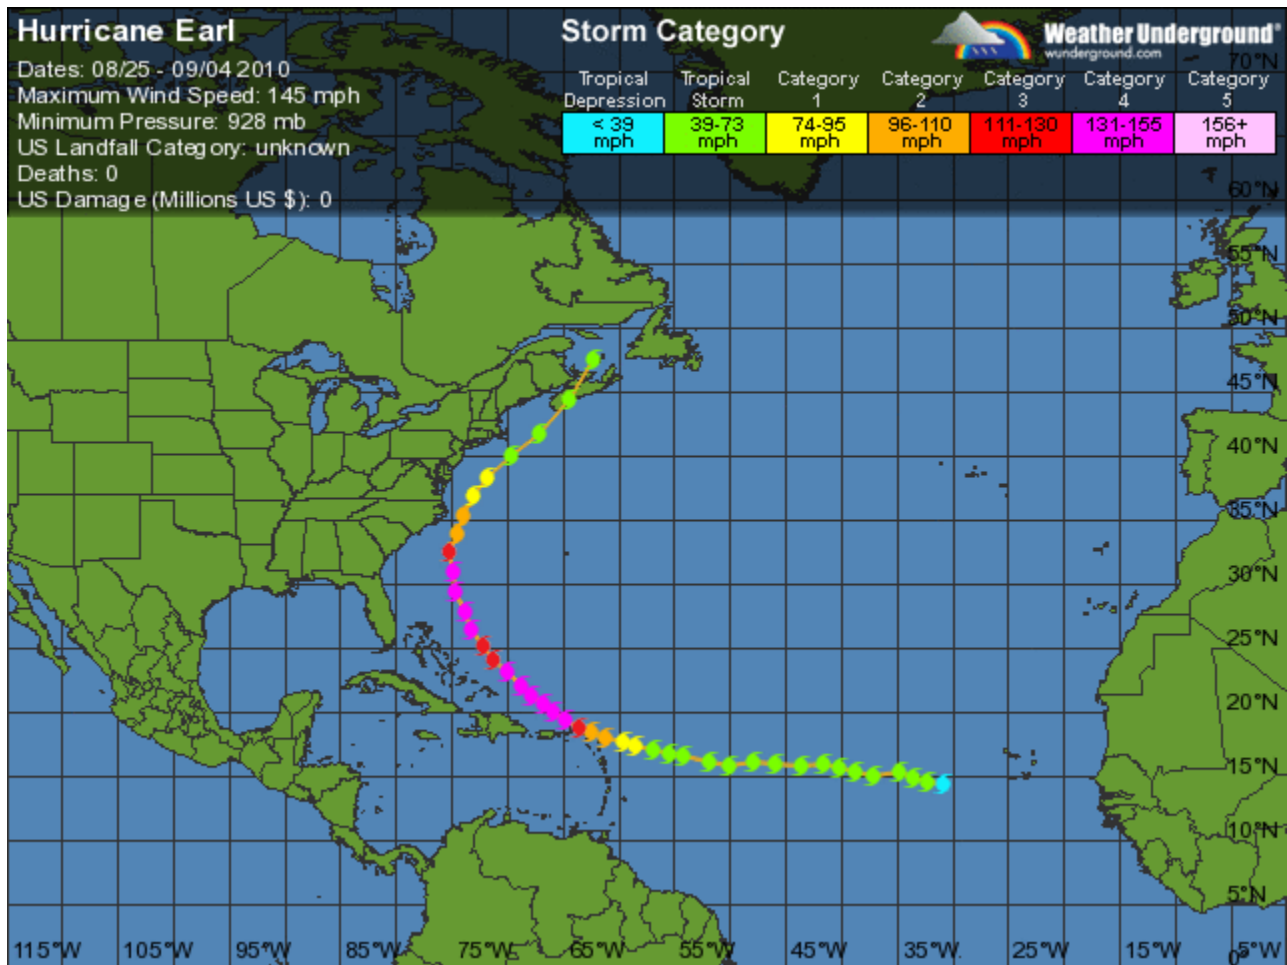 Hurricane Earl
Dates: 08/25 - 09/04 2010
Maximum Wind Speed: 145 mph
Minimum Pressure: 928 mb
US Landfall Category: unknown
Deaths: 0
US Damage (Millions US $): 0
Storm Category
Weather Underground
wunderground.com
Tropical Depression
< 39 mph
Tropical Storm
39-73 mph
Category 1
74-95 mph
Category 2
96-110 mph
Category 3
111-130 mph
Category 4
131-155 mph
Category 5
156+ mph
70°N
60°N
55°N
50°N
45°N
40°N
35°N
30°N
25°N
20°N
15°N
10°N
5°N
0°
115°W 105°W 95°W 85°W 75°W 65°W 55°W 45°W 35°W 25°W 15°W 5°W